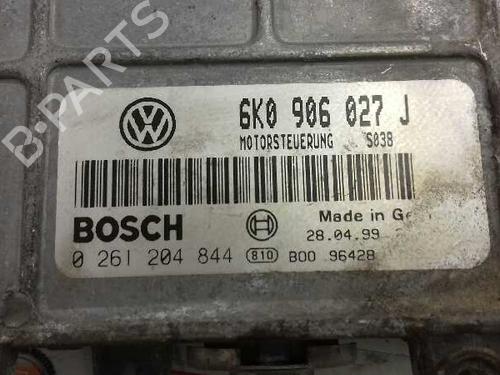 B-PARTS
VW
6K0 906 027 J
MOTORSTEUERUNG S038
BOSCH
Made in
0 261 204 844 810 B00 96428
28.04.99